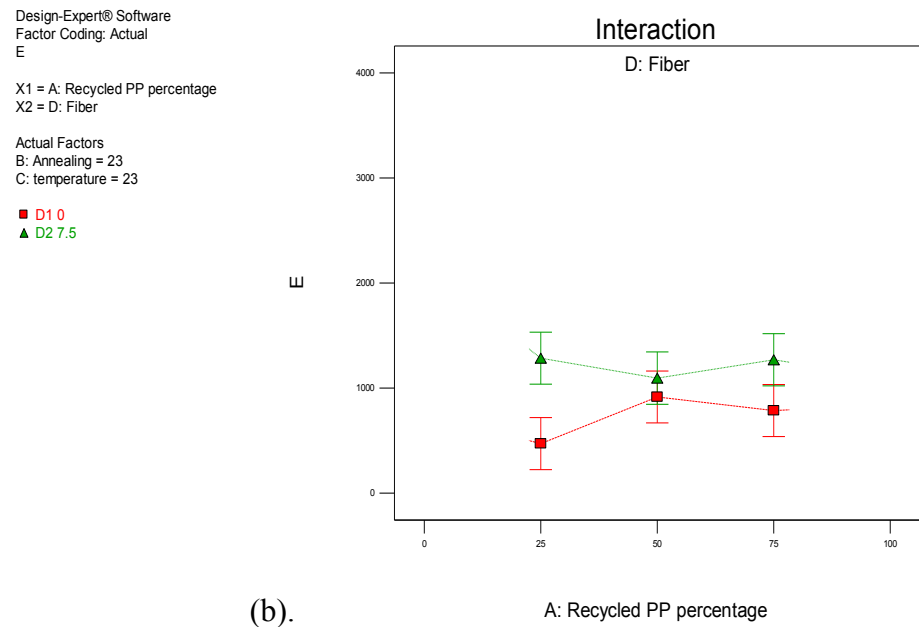 Design-Expert® Software
Factor Coding: Actual
E
X1 = A: Recycled PP percentage
X2 = D: Fiber
Actual Factors
B: Annealing = 23
C: temperature = 23
D1 0
D2 7.5
Interaction
D: Fiber
4000
3000
2000
1000
0
E
0 25 50 75 100
A: Recycled PP percentage
(b).